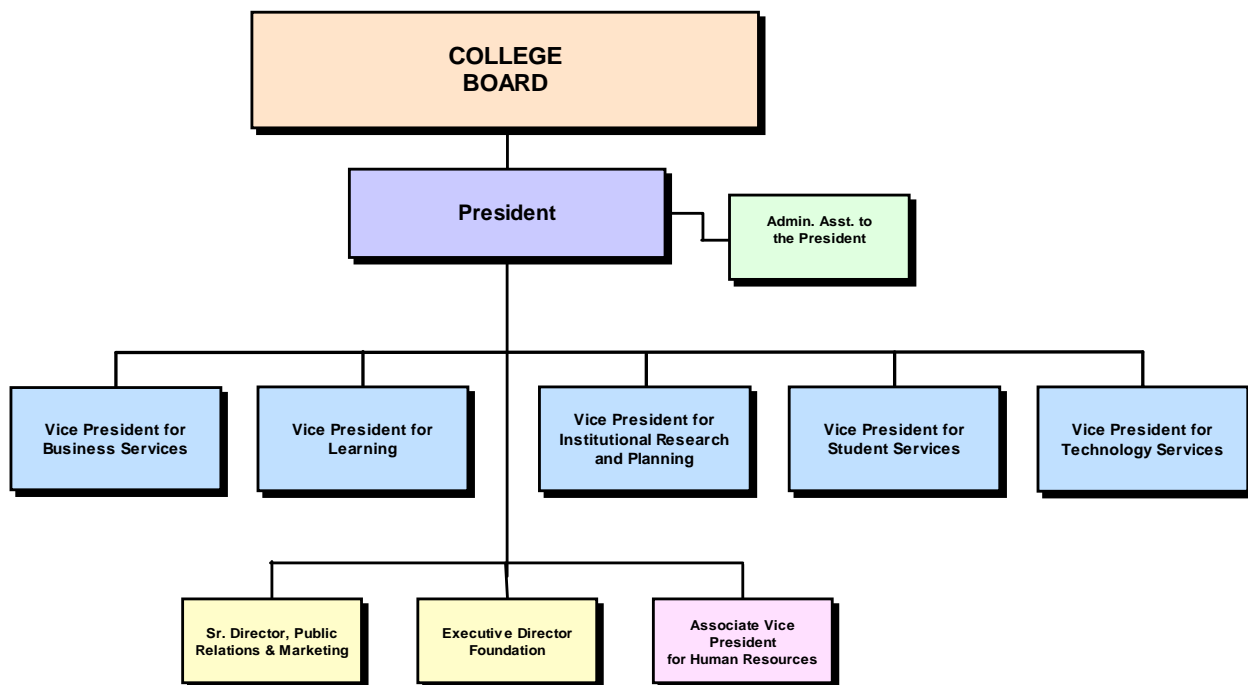 COLLEGE
BOARD
President
Admin. Asst. to
the President
Vice President for
Business Services
Vice President for
Learning
Vice President for
Institutional Research
and Planning
Vice President for
Student Services
Vice President for
Technology Services
Sr. Director, Public
Relations & Marketing
Executive Director
Foundation
Associate Vice
President
for Human Resources